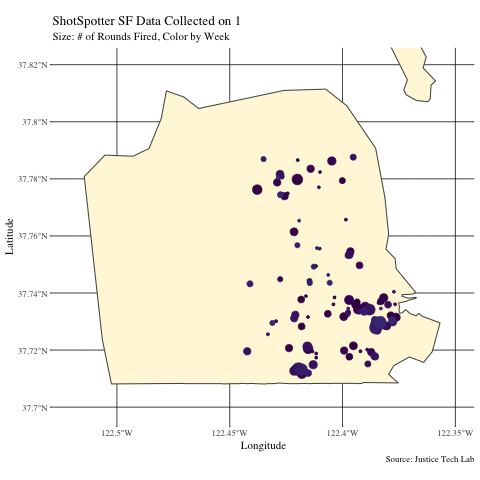 ShotSpotter SF Data Collected on 1
Size: # of Rounds Fired, Color by Week
37.82°N
37.8°N
37.78°N
37.76°N
37.74°N
37.72°N
37.7°N
Latitude
122.5°W
122.45°W
122.4°W
122.35°W
Longitude
Source: Justice Tech Lab